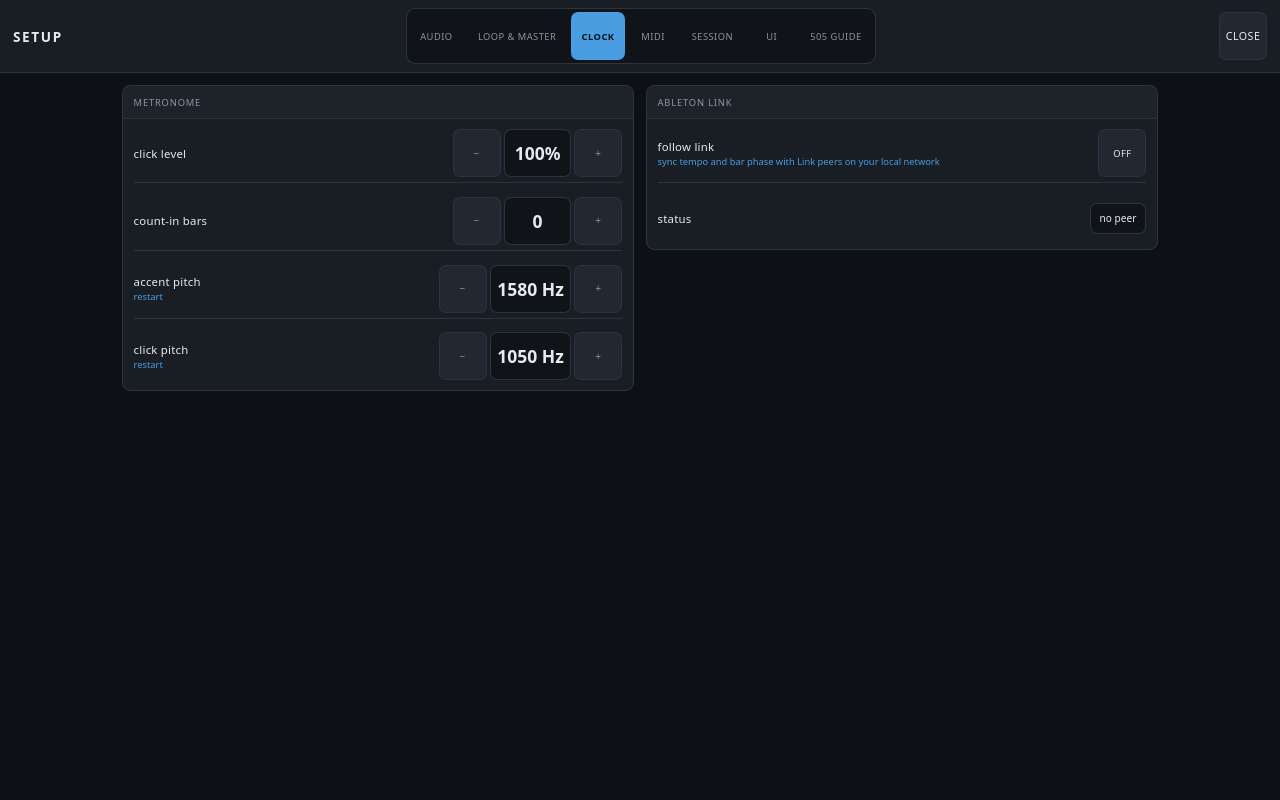 SETUP
AUDIO LOOP & MASTER CLOCK MIDI SESSION UI 505 GUIDE
CLOSE
METRONOME
click level − 100% +
count-in bars − 0 +
accent pitch
restart
− 1580 Hz +
click pitch
restart
− 1050 Hz +
ABLETON LINK
follow link
sync tempo and bar phase with Link peers on your local network
OFF
status no peer